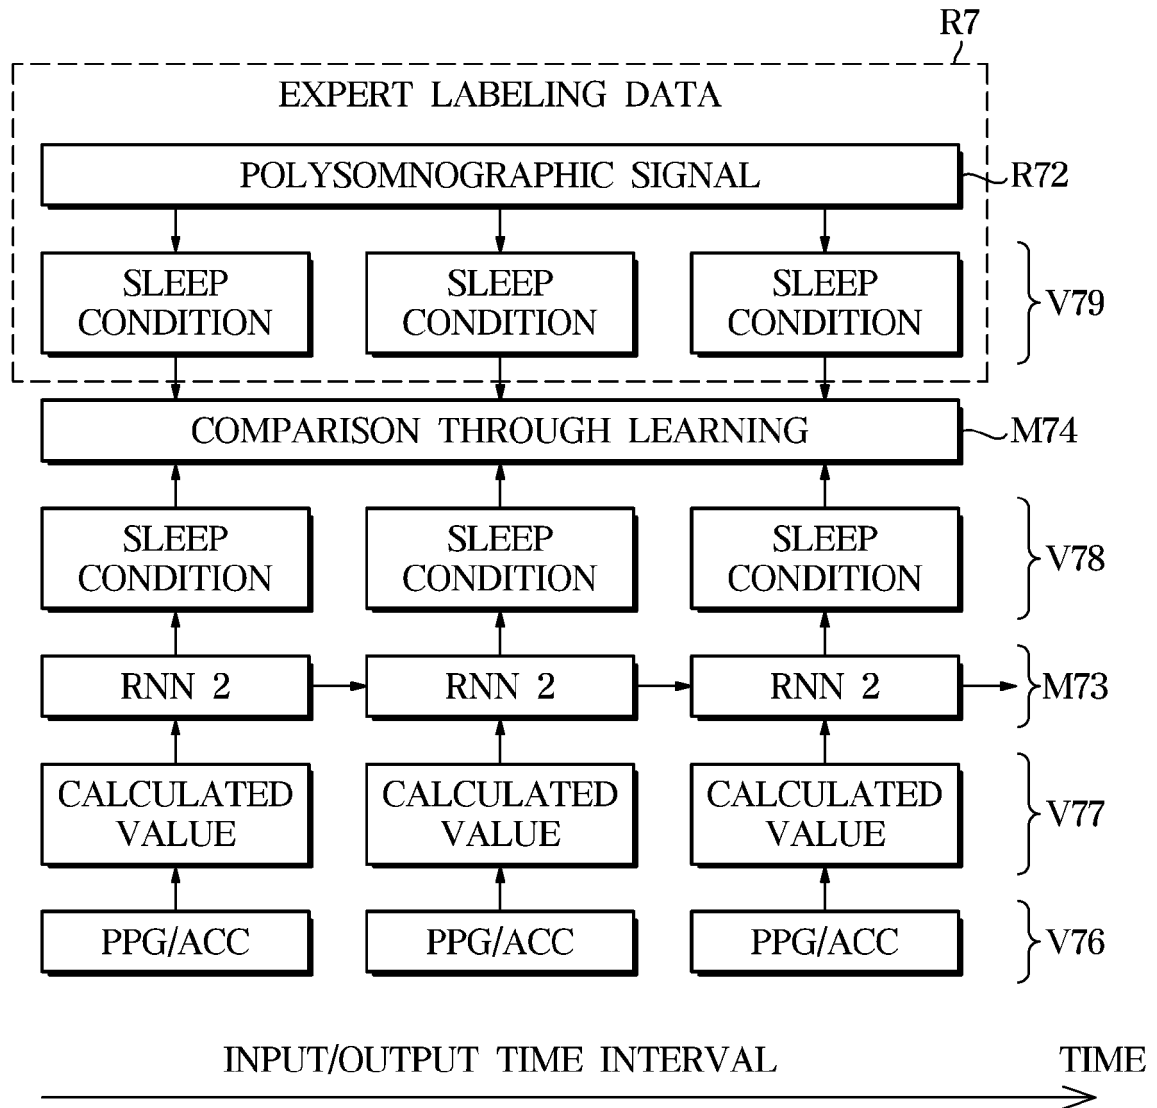 R7
EXPERT LABELING DATA
POLYSOMNOGRAPHIC SIGNAL
R72
SLEEP CONDITION
SLEEP CONDITION
SLEEP CONDITION
V79
COMPARISON THROUGH LEARNING
M74
SLEEP CONDITION
SLEEP CONDITION
SLEEP CONDITION
V78
RNN 2
RNN 2
RNN 2
M73
CALCULATED VALUE
CALCULATED VALUE
CALCULATED VALUE
V77
PPG/ACC
PPG/ACC
PPG/ACC
V76
INPUT/OUTPUT TIME INTERVAL
TIME